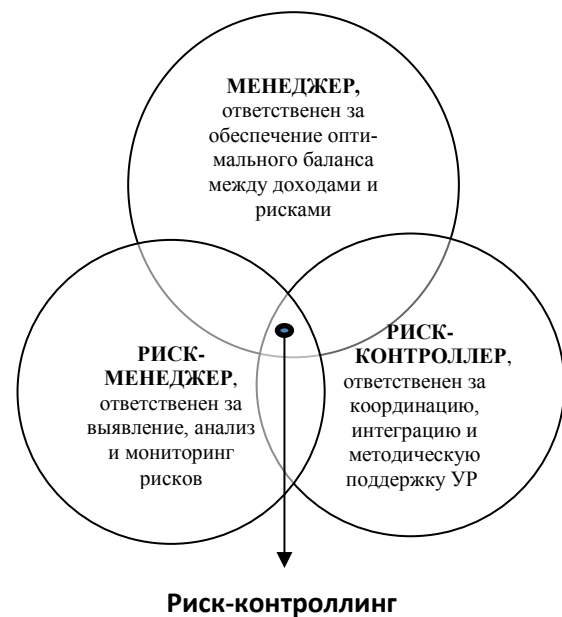 МЕНЕДЖЕР,
ответственен за
обеспечение опти-
мального баланса
между доходами и
рисками
РИСК-
МЕНЕДЖЕР,
ответственен за
выявление, анализ
и мониторинг
рисков
РИСК-
КОНТРОЛЛЕР,
ответственен за
координацию,
интеграцию и
методическую
поддержку УР
Риск-контроллинг